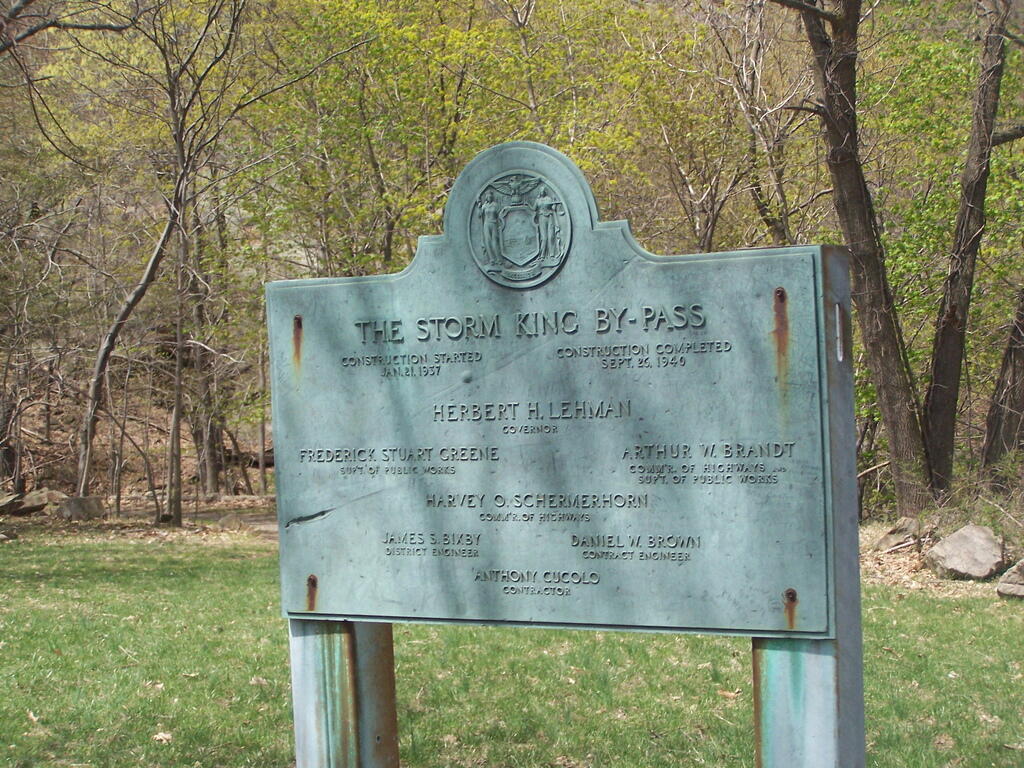 THE STORM KING BY-PASS
CONSTRUCTION STARTED
JAN. 21, 1937
CONSTRUCTION COMPLETED
SEPT. 26, 1940
HERBERT H. LEHMAN
GOVERNOR
FREDERICK STUART GREENE
SUPT. OF PUBLIC WORKS
ARTHUR W. BRANDT
COMM'R. OF HIGHWAYS AND
SUPT. OF PUBLIC WORKS
HARVEY O. SCHERMERHORN
COMM'R. OF HIGHWAYS
JAMES S. BIXBY
DISTRICT ENGINEER
DANIEL W. BROWN
CONTRACT ENGINEER
ANTHONY CUCOLO
CONTRACTOR